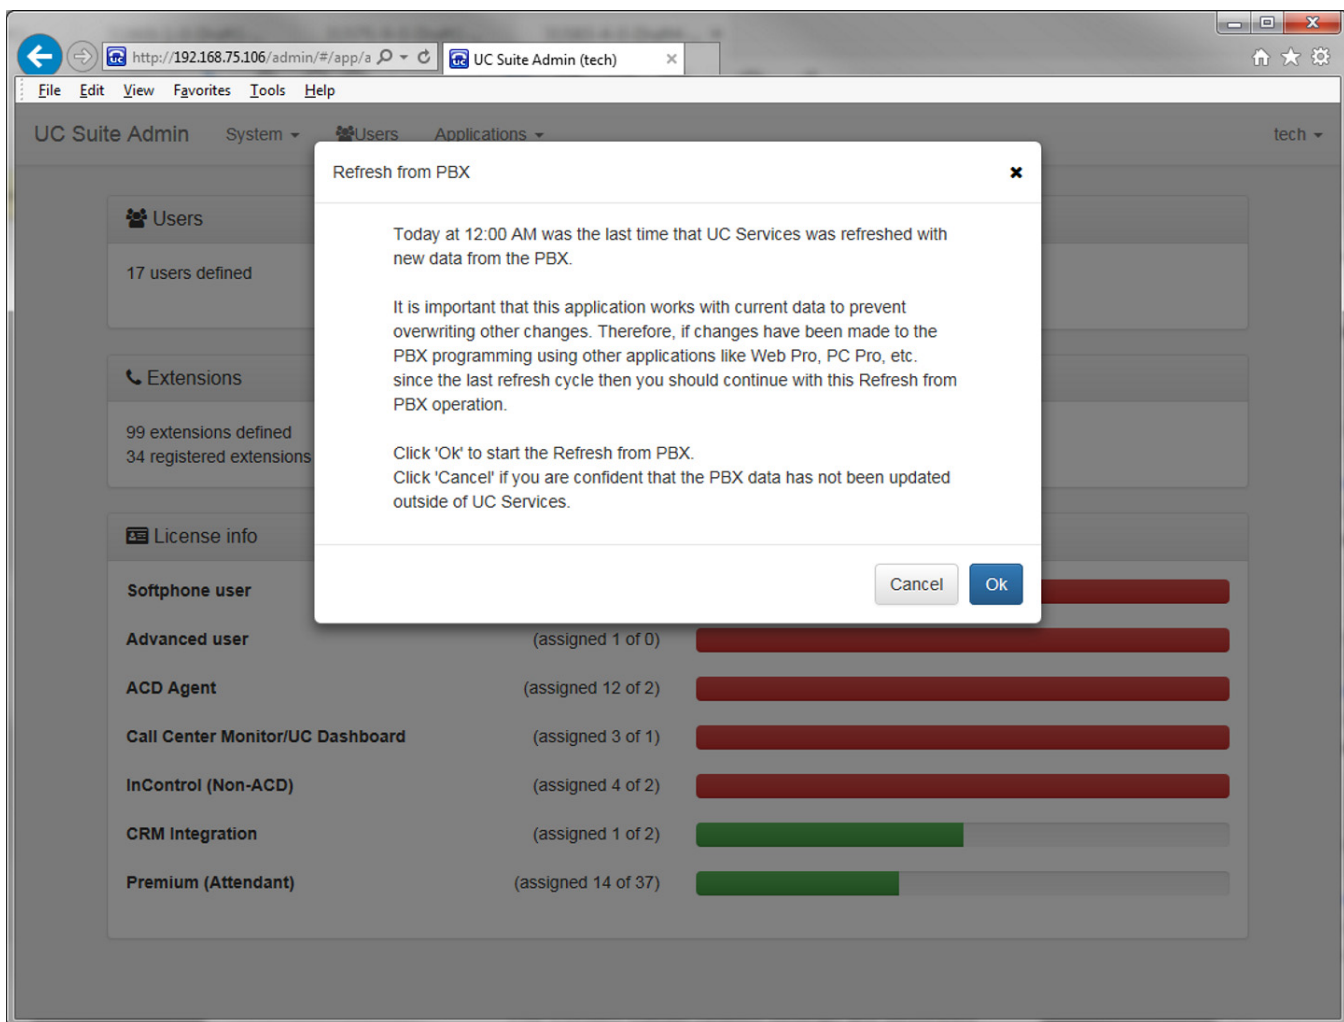 http://192.168.75.106/admin/#/app/a
UC Suite Admin (tech)
File Edit View Favorites Tools Help
UC Suite Admin System Users Applications tech
Refresh from PBX
Today at 12:00 AM was the last time that UC Services was refreshed with
new data from the PBX.
It is important that this application works with current data to prevent
overwriting other changes. Therefore, if changes have been made to the
PBX programming using other applications like Web Pro, PC Pro, etc.
since the last refresh cycle then you should continue with this Refresh from
PBX operation.
Click 'Ok' to start the Refresh from PBX.
Click 'Cancel' if you are confident that the PBX data has not been updated
outside of UC Services.
Cancel Ok
Users
17 users defined
Extensions
99 extensions defined
34 registered extensions
License info
Softphone user
Advanced user (assigned 1 of 0)
ACD Agent (assigned 12 of 2)
Call Center Monitor/UC Dashboard (assigned 3 of 1)
InControl (Non-ACD) (assigned 4 of 2)
CRM Integration (assigned 1 of 2)
Premium (Attendant) (assigned 14 of 37)